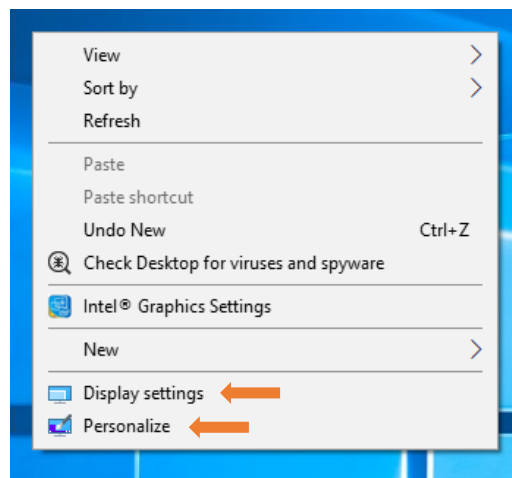 View
Sort by
Refresh
Paste
Paste shortcut
Undo New Ctrl+Z
Check Desktop for viruses and spyware
Intel® Graphics Settings
New
Display settings
Personalize